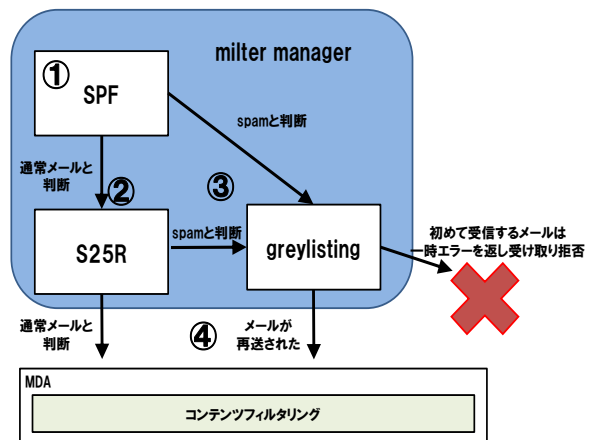 milter manager
①
SPF
spamと判断
通常メールと
判断
②
③
S25R
spamと判断
greylisting
初めて受信するメールは
一時エラーを返し受け取り拒否
通常メールと
判断
④
メールが
再送された
MDA
コンテンツフィルタリング